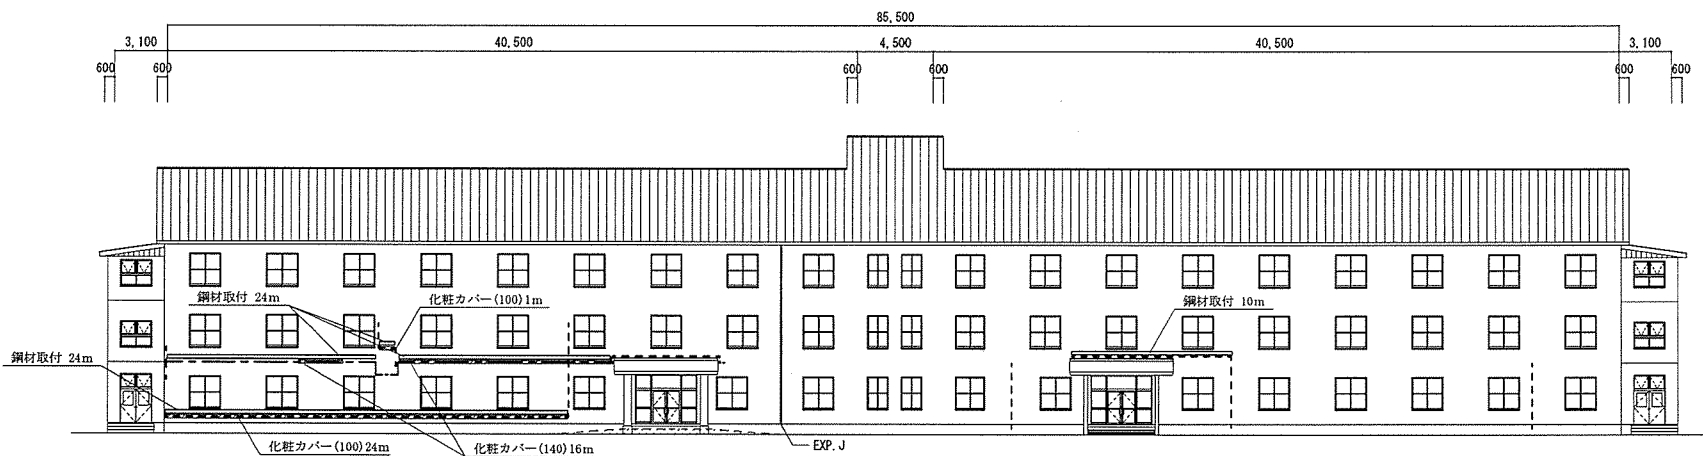 85,500
3,100 40,500 4,500 40,500 3,100
600 600 600 600 600 600
鋼材取付 24m 化粧カバー(100)1m 鋼材取付 10m
鋼材取付 24m
化粧カバー(100)24m 化粧カバー(140)16m EXP.J